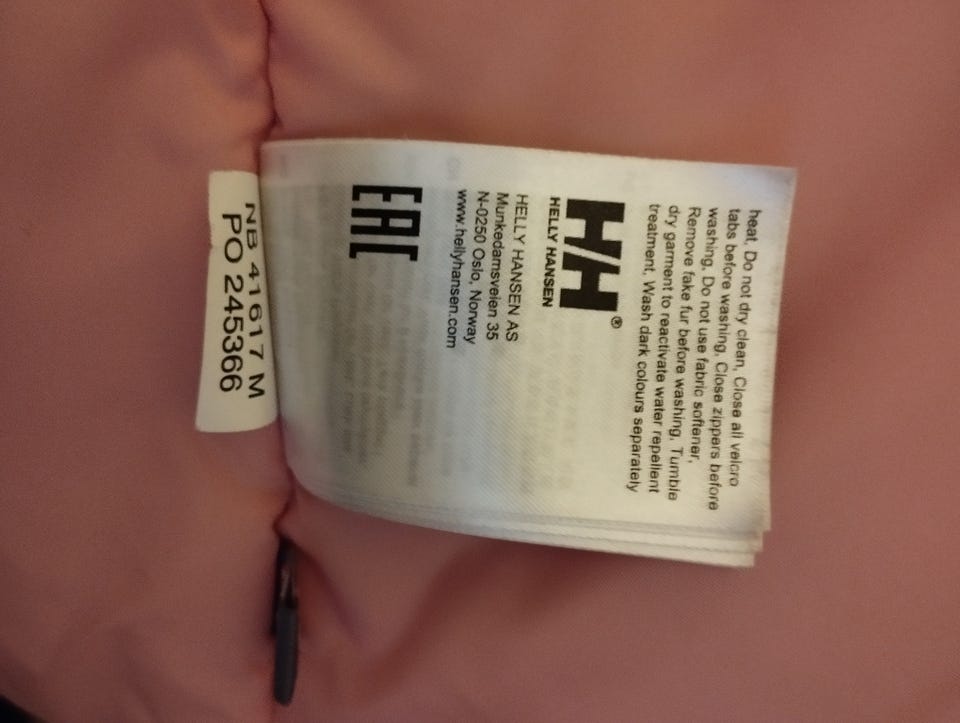 heat, Do not dry clean, Close all velcro
tabs before washing, Close zippers before
washing, Do not use fabric softener,
Remove fake fur before washing, Tumble
dry garment to reactivate water repellent
treatment, Wash dark colours separately
HH®
HELLY HANSEN
HELLY HANSEN AS
Munkedamsveien 35
N-0250 Oslo, Norway
www.hellyhansen.com
EAC
NB 41617 M
PO 245366